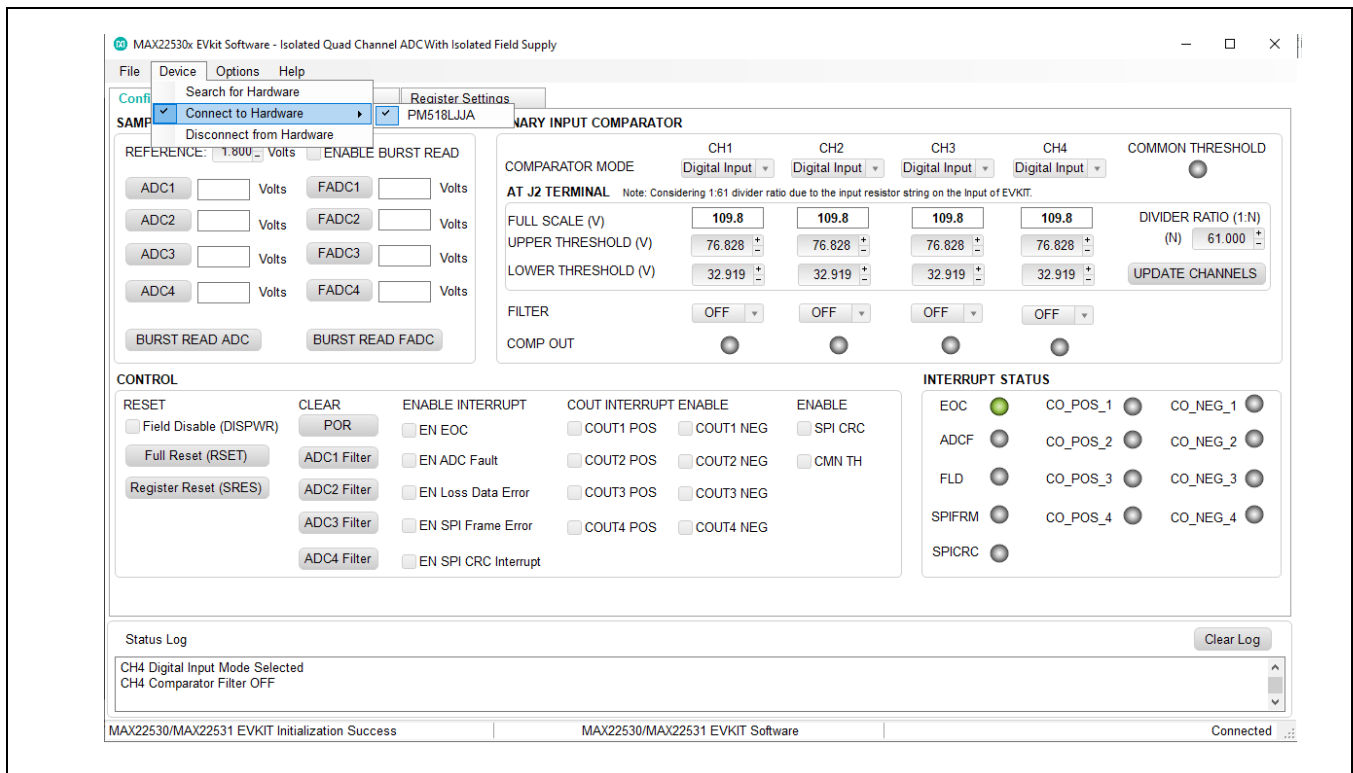 MAX22530x EVkit Software - Isolated Quad Channel ADCWith Isolated Field Supply
File Device Options Help
Search for Hardware
Confi Register Settings
Connect to Hardware PM518LJJA
SAMP NARY INPUT COMPARATOR
Disconnect from Hardware
REFERENCE: 1.800 Volts ENABLE BURST READ
CH1 CH2 CH3 CH4 COMMON THRESHOLD
COMPARATOR MODE Digital Input Digital Input Digital Input Digital Input
ADC1 Volts FADC1 Volts
AT J2 TERMINAL Note: Considering 1:61 divider ratio due to the input resistor string on the Input of EVKIT.
ADC2 Volts FADC2 Volts
FULL SCALE (V) 109.8 109.8 109.8 109.8 DIVIDER RATIO (1:N)
UPPER THRESHOLD (V) 76.828 76.828 76.828 76.828 (N) 61.000
ADC3 Volts FADC3 Volts
LOWER THRESHOLD (V) 32.919 32.919 32.919 32.919 UPDATE CHANNELS
ADC4 Volts FADC4 Volts
FILTER OFF OFF OFF OFF
BURST READ ADC BURST READ FADC
COMP OUT
CONTROL
INTERRUPT STATUS
RESET CLEAR ENABLE INTERRUPT COUT INTERRUPT ENABLE ENABLE
EOC CO_POS_1 CO_NEG_1
Field Disable (DISPWR) POR EN EOC COUT1 POS COUT1 NEG SPI CRC
ADCF CO_POS_2 CO_NEG_2
Full Reset (RSET) ADC1 Filter EN ADC Fault COUT2 POS COUT2 NEG CMN TH
FLD CO_POS_3 CO_NEG_3
Register Reset (SRES) ADC2 Filter EN Loss Data Error COUT3 POS COUT3 NEG
SPIFRM CO_POS_4 CO_NEG_4
ADC3 Filter EN SPI Frame Error COUT4 POS COUT4 NEG
SPICRC
ADC4 Filter EN SPI CRC Interrupt
Status Log Clear Log
CH4 Digital Input Mode Selected
CH4 Comparator Filter OFF
MAX22530/MAX22531 EVKIT Initialization Success MAX22530/MAX22531 EVKIT Software Connected